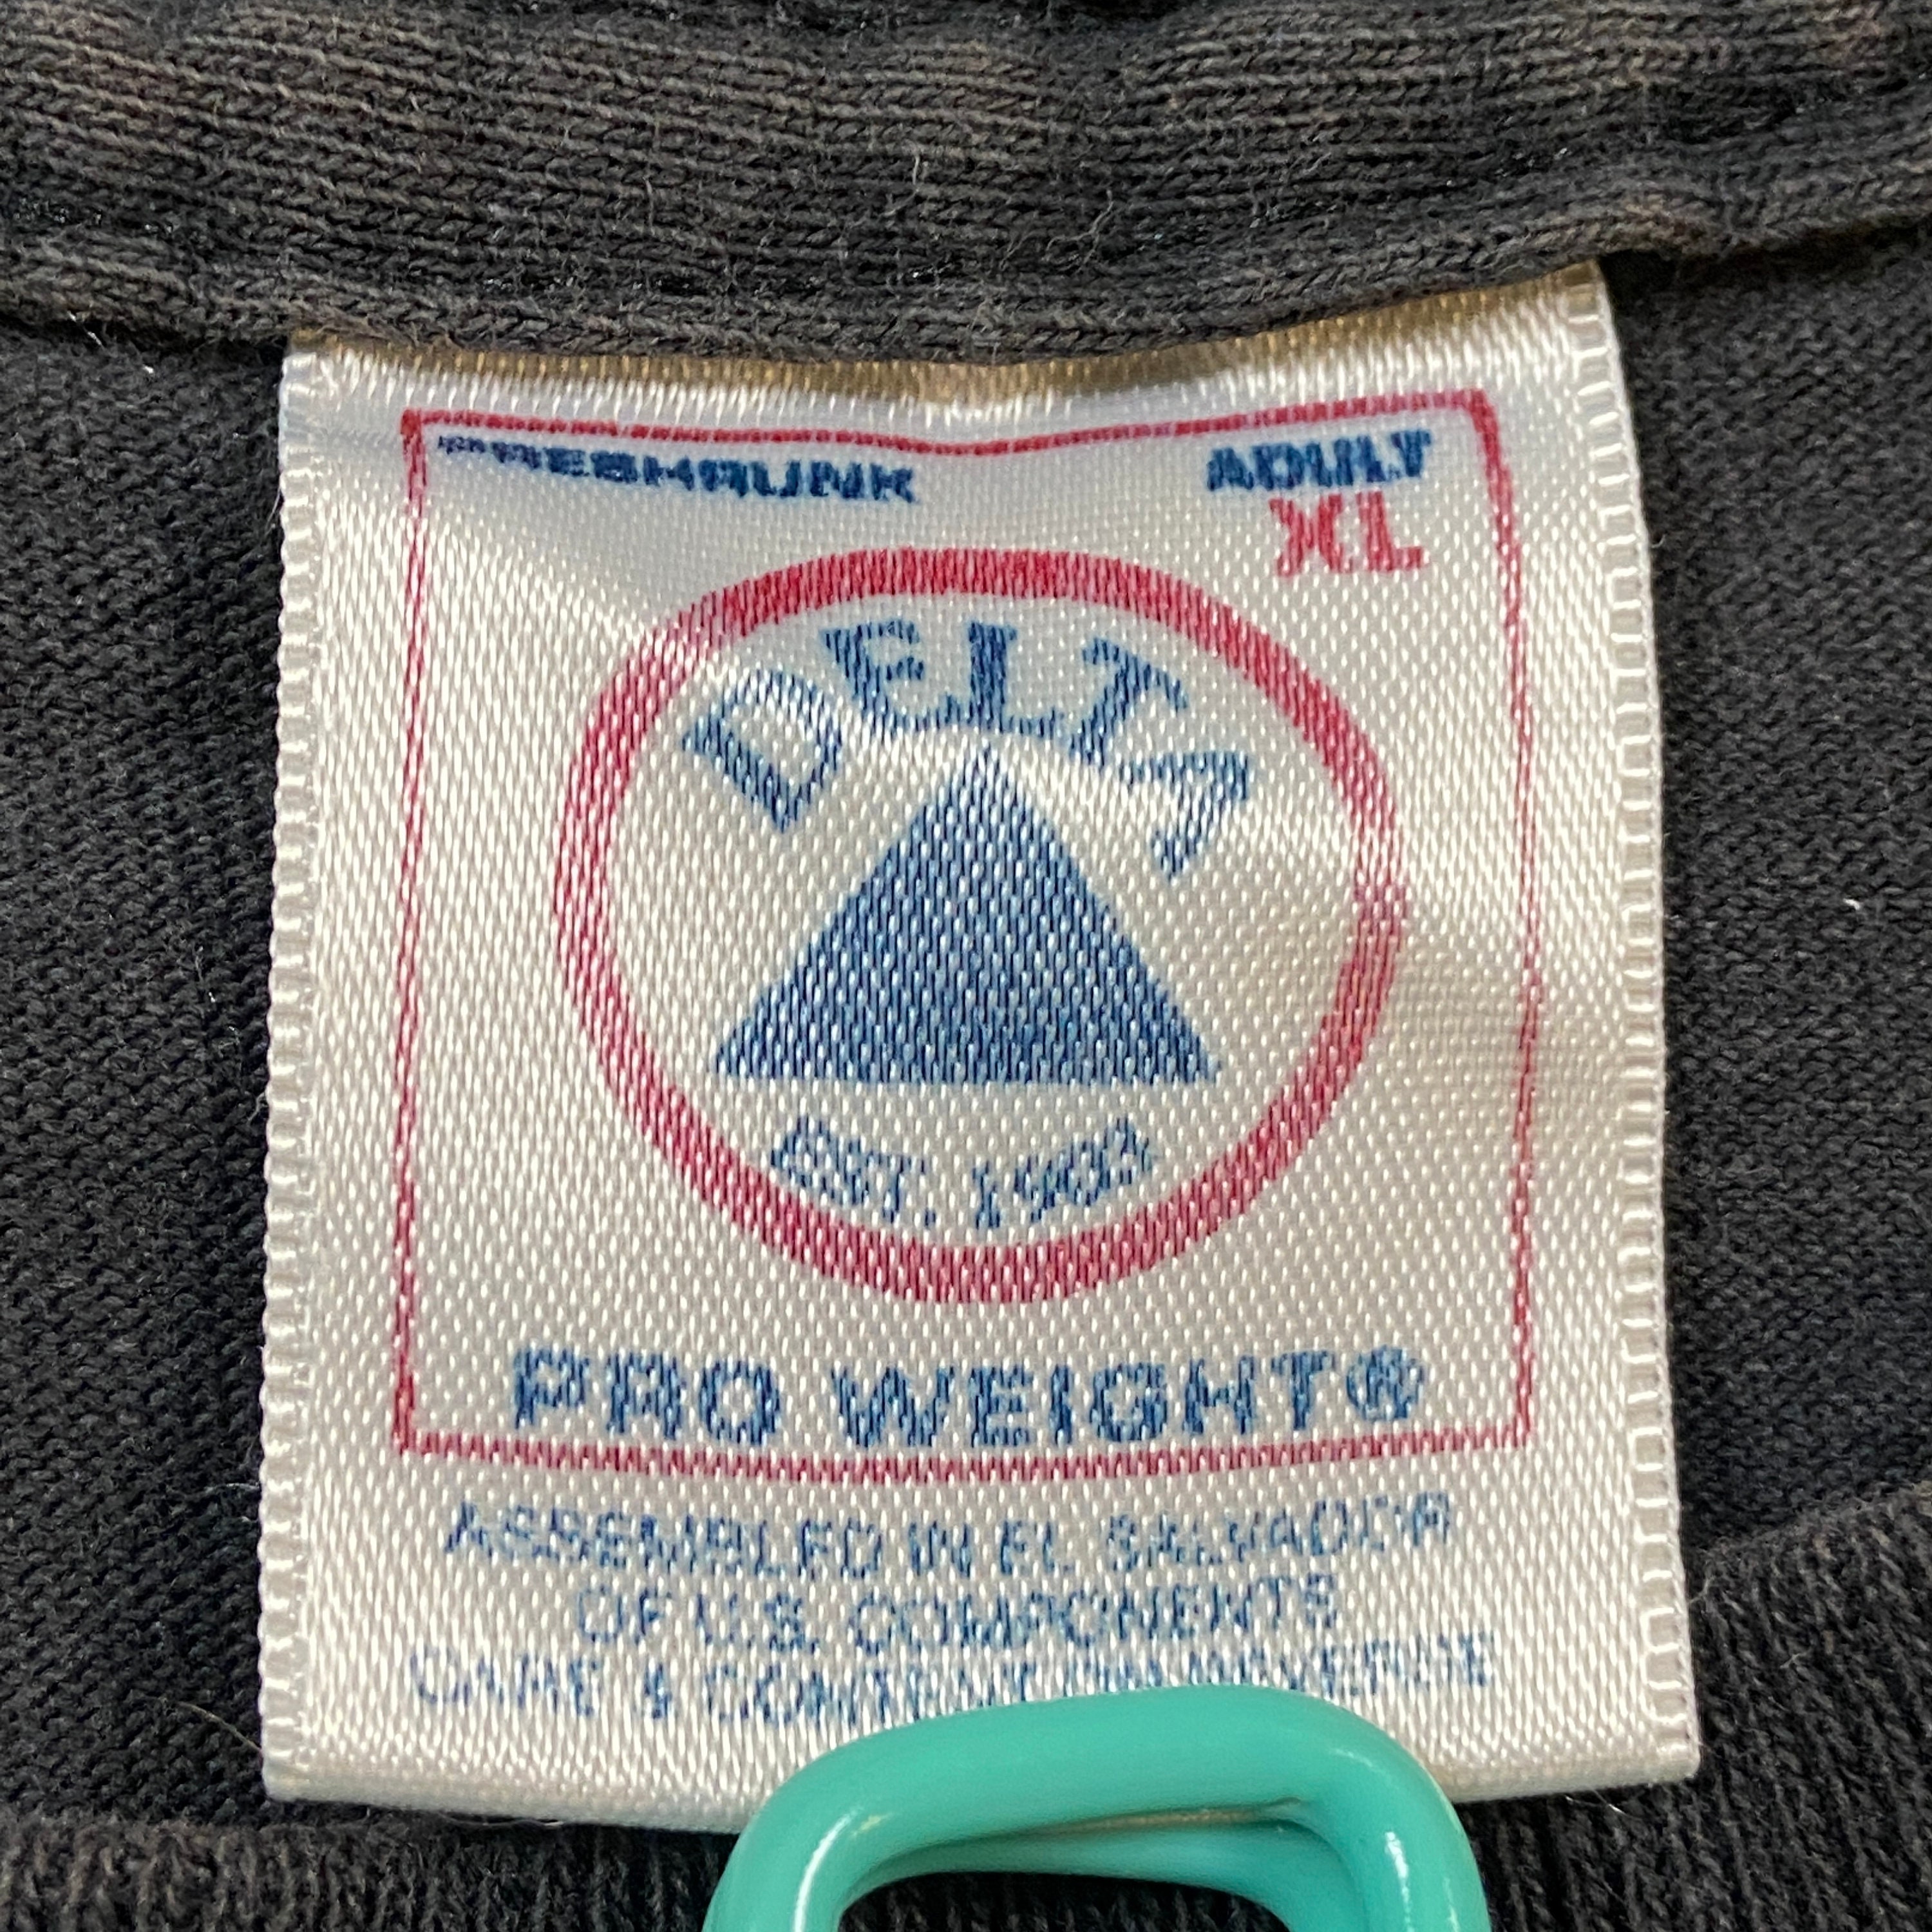 PRESHRUNK ADULT
XL
DELTA
EST. 1903
PRO WEIGHT®
ASSEMBLED IN EL SALVADOR
OF U.S. COMPONENTS
CARE & CONTENT ON REVERSE